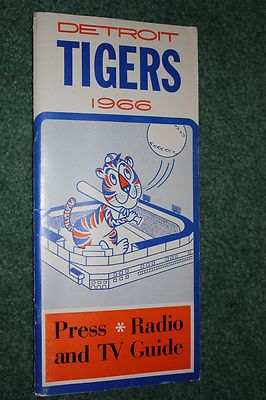 DETROIT
TIGERS
1966
Press * Radio
and TV Guide